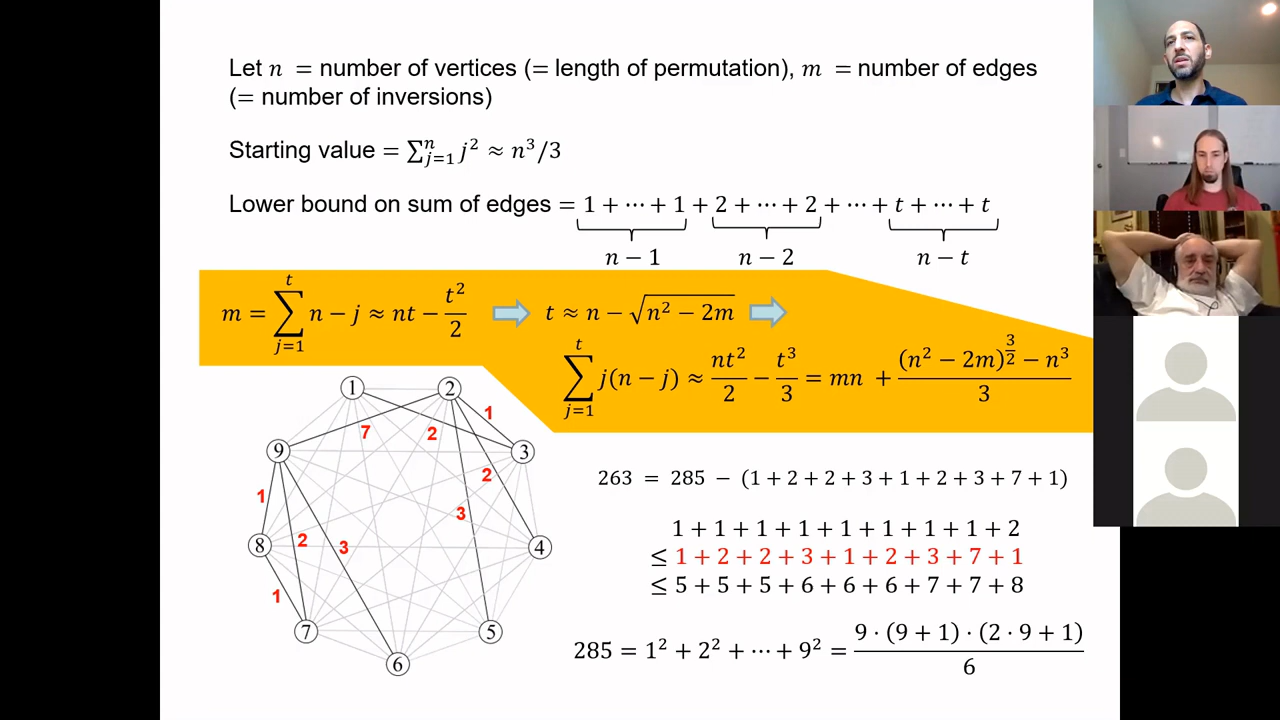 Let n = number of vertices (= length of permutation), m = number of edges
(= number of inversions)
Starting value = ∑ⁿⱼ₌₁ j² ≈ n³/3
Lower bound on sum of edges = 1 + ⋯ + 1 + 2 + ⋯ + 2 + ⋯ + t + ⋯ + t
n − 1 n − 2 n − t
m = ∑_{j=1}^{t} n − j ≈ nt − t²/2
t ≈ n − √(n² − 2m)
∑_{j=1}^{t} j(n − j) ≈ nt²/2 − t³/3 = mn + ((n² − 2m)^{3/2} − n³)/3
1 2
1
7 2
9 3
2
1 3
8 2 3 4
1
7 5
6
263 = 285 − (1 + 2 + 2 + 3 + 1 + 2 + 3 + 7 + 1)
1 + 1 + 1 + 1 + 1 + 1 + 1 + 1 + 2
≤ 1 + 2 + 2 + 3 + 1 + 2 + 3 + 7 + 1
≤ 5 + 5 + 5 + 6 + 6 + 6 + 7 + 7 + 8
285 = 1² + 2² + ⋯ + 9² = 9 · (9 + 1) · (2 · 9 + 1)/6